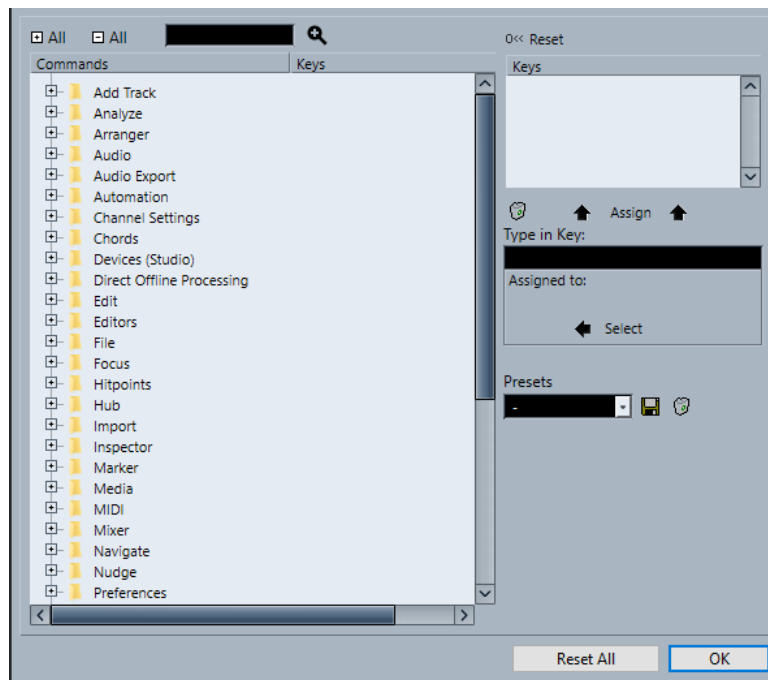 All All
0<< Reset
Commands Keys
Keys
Add Track
Analyze
Arranger
Audio
Audio Export
Automation
Channel Settings
Chords
Devices (Studio)
Direct Offline Processing
Edit
Editors
File
Focus
Hitpoints
Hub
Import
Inspector
Marker
Media
MIDI
Mixer
Navigate
Nudge
Preferences
Assign
Type in Key:
Assigned to:
Select
Presets
-
Reset All OK